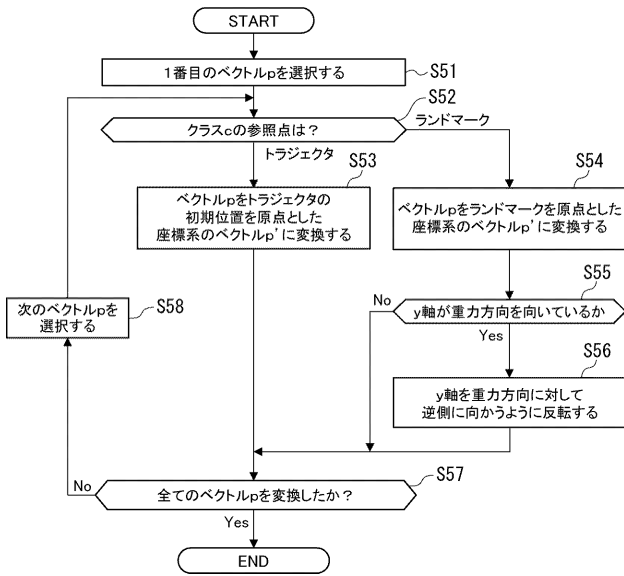 START
1番目のベクトルpを選択する
S51
S52
クラスcの参照点は?
ランドマーク
トラジェクタ
S53
S54
ベクトルpをトラジェクタの
初期位置を原点とした
座標系のベクトルp'に変換する
ベクトルpをランドマークを原点とした
座標系のベクトルp'に変換する
S55
No
y軸が重力方向を向いているか
Yes
次のベクトルpを
選択する
S58
S56
y軸を重力方向に対して
逆側に向かうように反転する
S57
No
全てのベクトルpを変換したか?
Yes
END